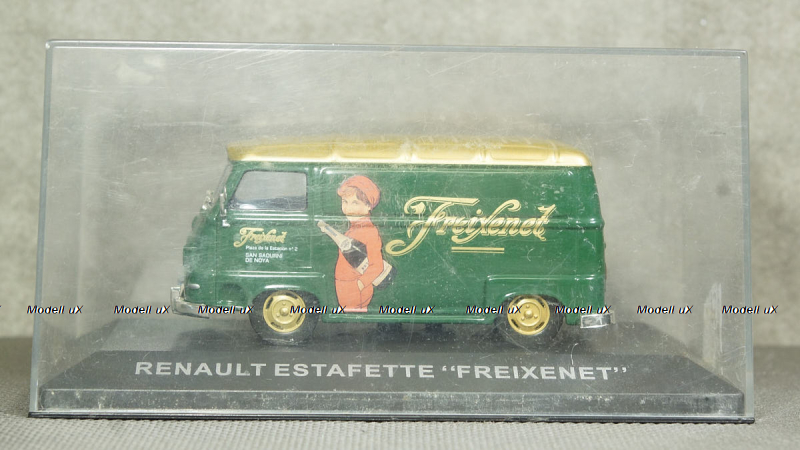 Freixenet
Freixenet
Plaza de la Estación nº 2
SAN SADURNI
DE NOYA
Modell uX Modell uX Modell uX Modell uX Modell uX Modell uX Modell uX Modell uX Modell uX
RENAULT ESTAFETTE “FREIXENET”